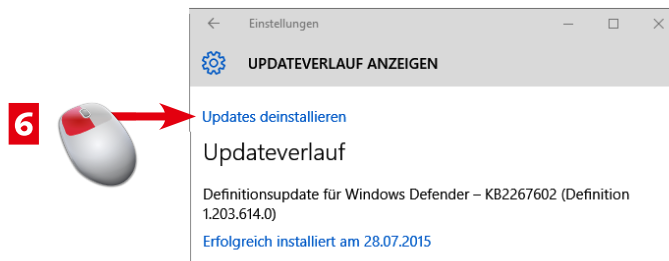 Einstellungen
UPDATEVERLAUF ANZEIGEN
6
Updates deinstallieren
Updateverlauf
Definitionsupdate für Windows Defender – KB2267602 (Definition
1.203.614.0)
Erfolgreich installiert am 28.07.2015